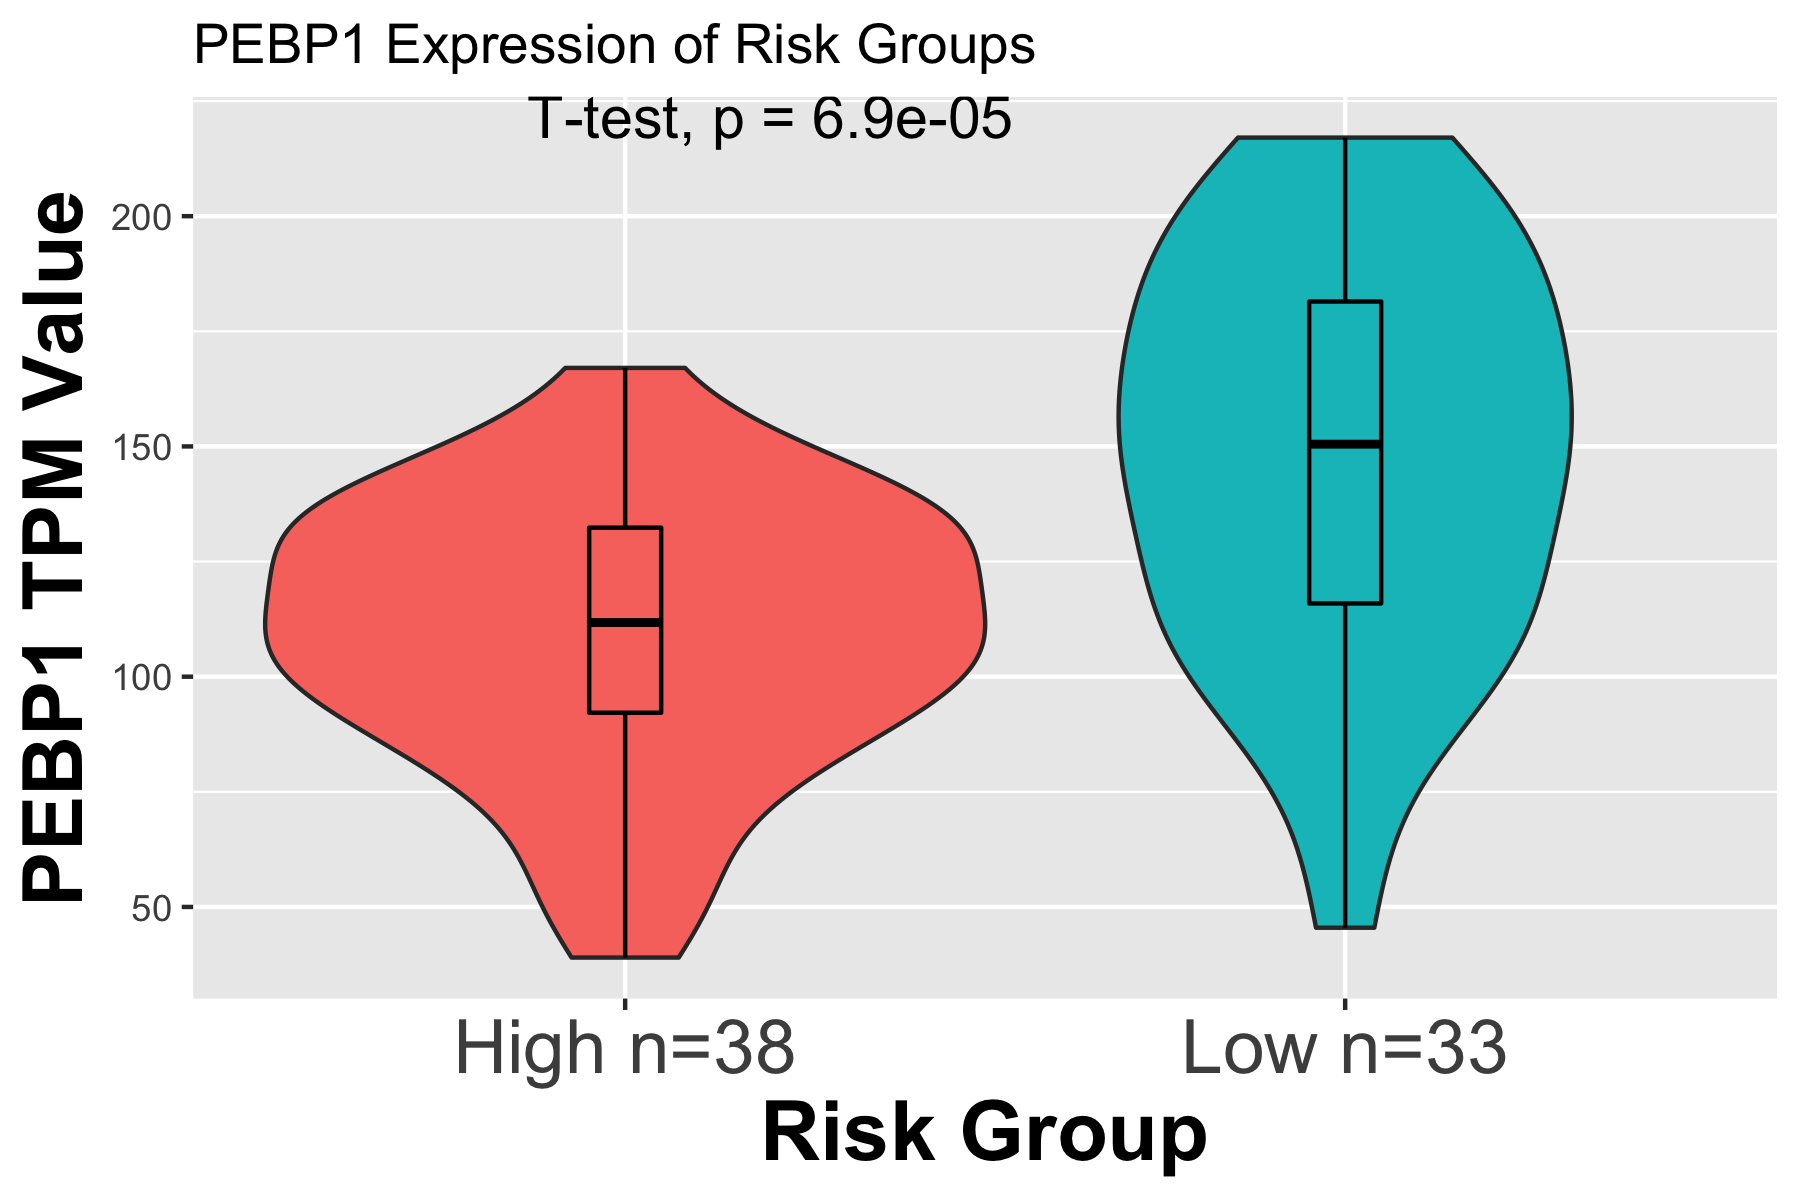 PEBP1 Expression of Risk Groups
T-test, p = 6.9e-05
PEBP1 TPM Value
200
150
100
50
High n=38
Low n=33
Risk Group